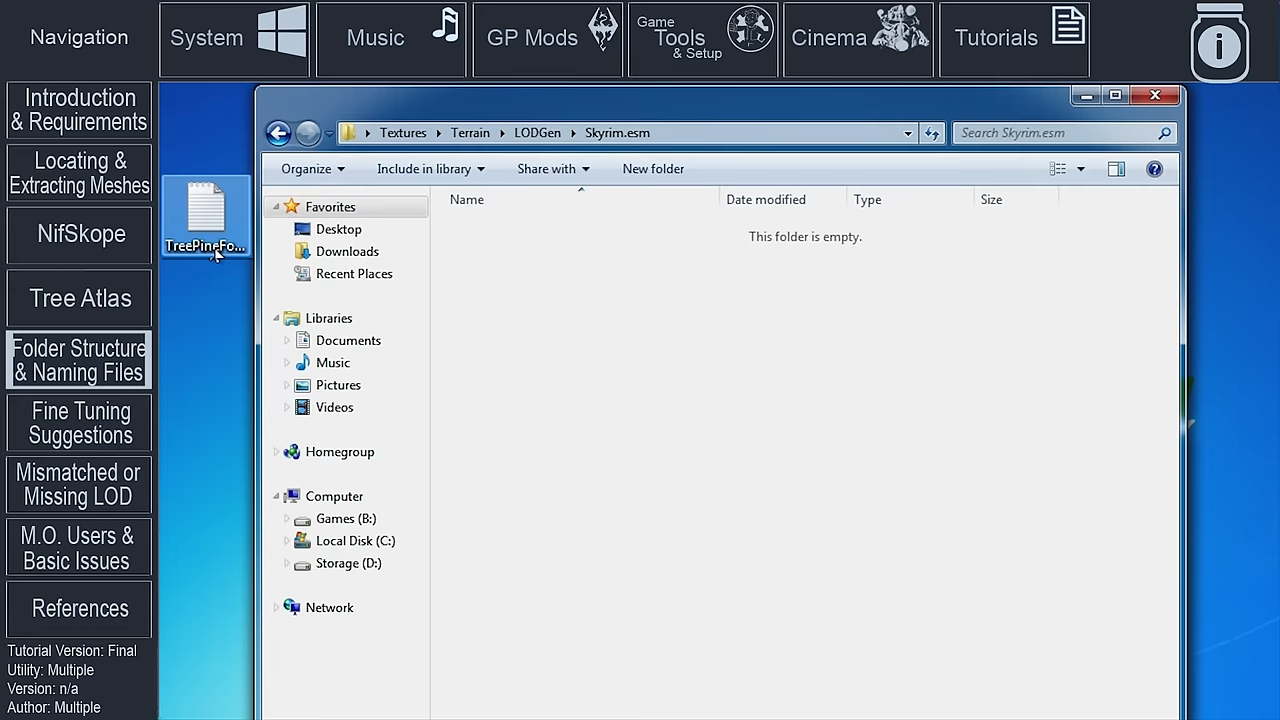 Navigation
System
Music
GP Mods
Game
Tools
& Setup
Cinema
Tutorials
i
Introduction
& Requirements
Locating &
Extracting Meshes
NifSkope
Tree Atlas
Folder Structure
& Naming Files
Fine Tuning
Suggestions
Mismatched or
Missing LOD
M.O. Users &
Basic Issues
References
Tutorial Version: Final
Utility: Multiple
Version: n/a
Author: Multiple
TreePineFo...
Textures Terrain LODGen Skyrim.esm
Search Skyrim.esm
Organize Include in library Share with New folder
Name Date modified Type Size
This folder is empty.
Favorites
Desktop
Downloads
Recent Places
Libraries
Documents
Music
Pictures
Videos
Homegroup
Computer
Games (B:)
Local Disk (C:)
Storage (D:)
Network